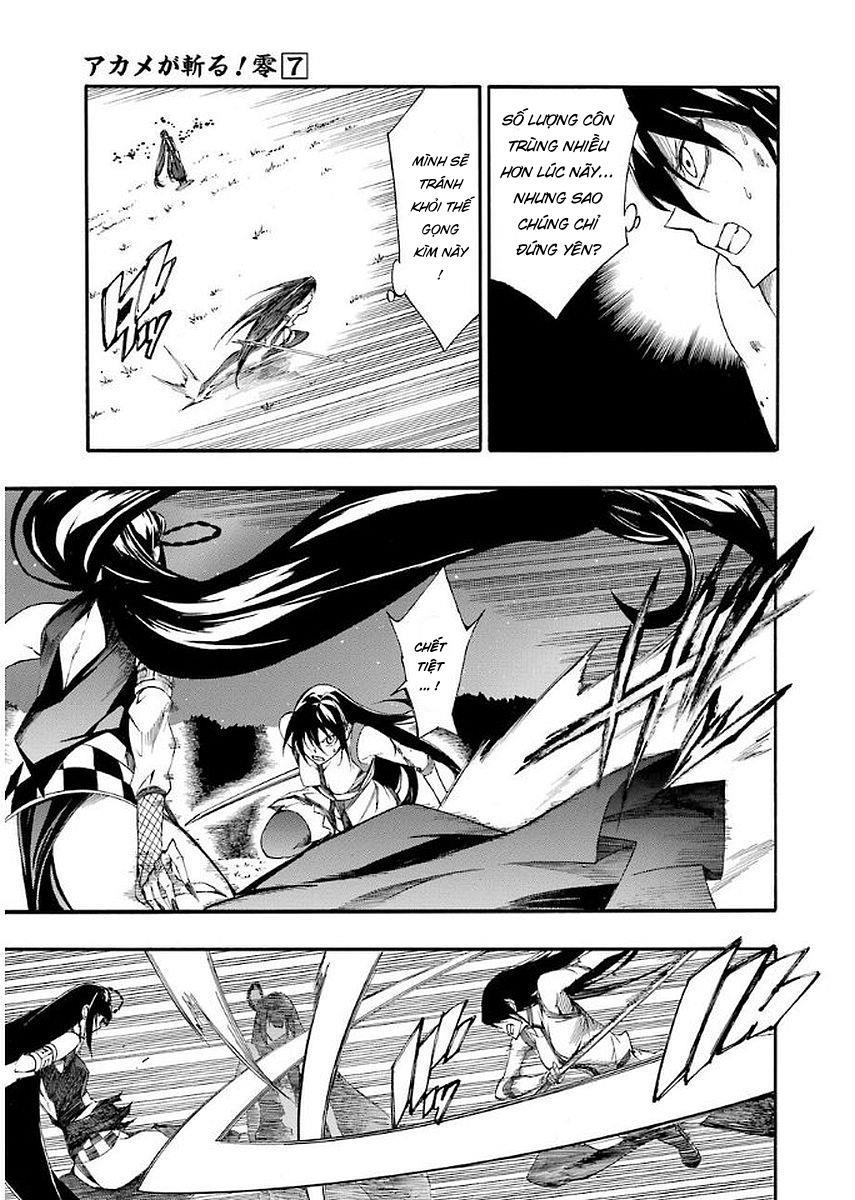 アカメが斬る！零 7
SỐ LƯỢNG CÔN
TRÙNG NHIỀU
HƠN LÚC NÃY...
NHƯNG SAO
CHÚNG CHỈ
ĐỨNG YÊN?
MÌNH SẼ
TRÁNH
KHỎI THẾ
GỌNG
KÌM NÀY
!
CHẾT
TIỆT
...!